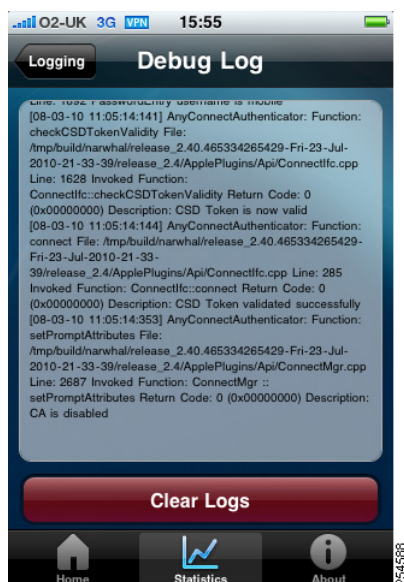 O2-UK 3G VPN 15:55
Logging Debug Log
Line: 1692 PasswordEntry username is mobile
[08-03-10 11:05:14:141] AnyConnectAuthenticator: Function:
checkCSDTokenValidity File:
/tmp/build/narwhal/release_2.40.465334265429-Fri-23-Jul-
2010-21-33-39/release_2.4/ApplePlugins/Api/ConnectIfc.cpp
Line: 1628 Invoked Function:
ConnectIfc::checkCSDTokenValidity Return Code: 0
(0x00000000) Description: CSD Token is now valid
[08-03-10 11:05:14:144] AnyConnectAuthenticator: Function:
connect File: /tmp/build/narwhal/release_2.40.465334265429-
Fri-23-Jul-2010-21-33-
39/release_2.4/ApplePlugins/Api/ConnectIfc.cpp Line: 285
Invoked Function: ConnectIfc::connect Return Code: 0
(0x00000000) Description: CSD Token validated successfully
[08-03-10 11:05:14:353] AnyConnectAuthenticator: Function:
setPromptAttributes File:
/tmp/build/narwhal/release_2.40.465334265429-Fri-23-Jul-
2010-21-33-39/release_2.4/ApplePlugins/Api/ConnectMgr.cpp
Line: 2687 Invoked Function: ConnectMgr ::
setPromptAttributes Return Code: 0 (0x00000000) Description:
CA is disabled
Clear Logs
Home Statistics About
254588